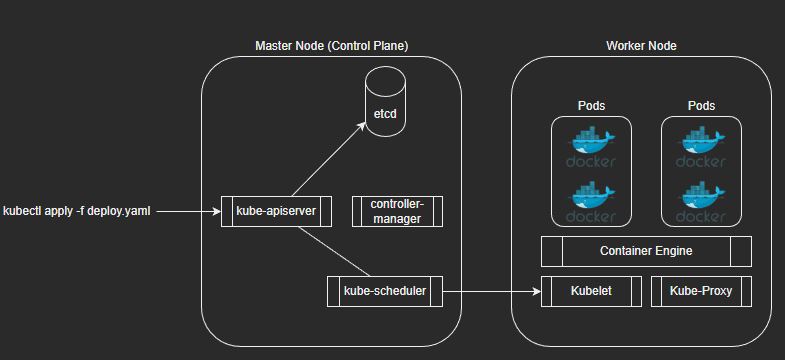 Master Node (Control Plane)
Worker Node
etcd
Pods
Pods
docker
docker
docker
docker
kubectl apply -f deploy.yaml
kube-apiserver
controller-
manager
Container Engine
kube-scheduler
Kubelet
Kube-Proxy